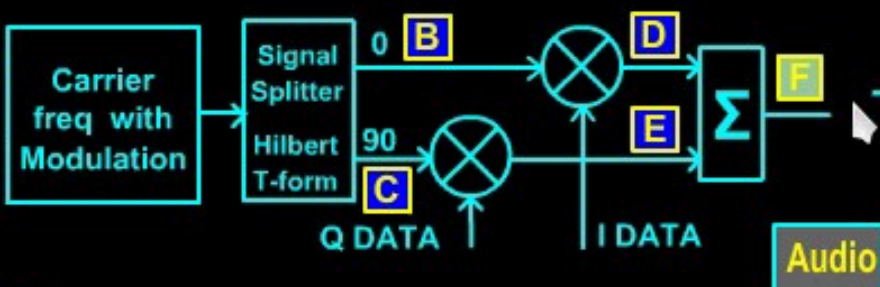 Carrier
freq with
Modulation
Signal
Splitter
Hilbert
T-form
0
B
90
C
D
E
Σ
F
Q DATA
I DATA
Audio